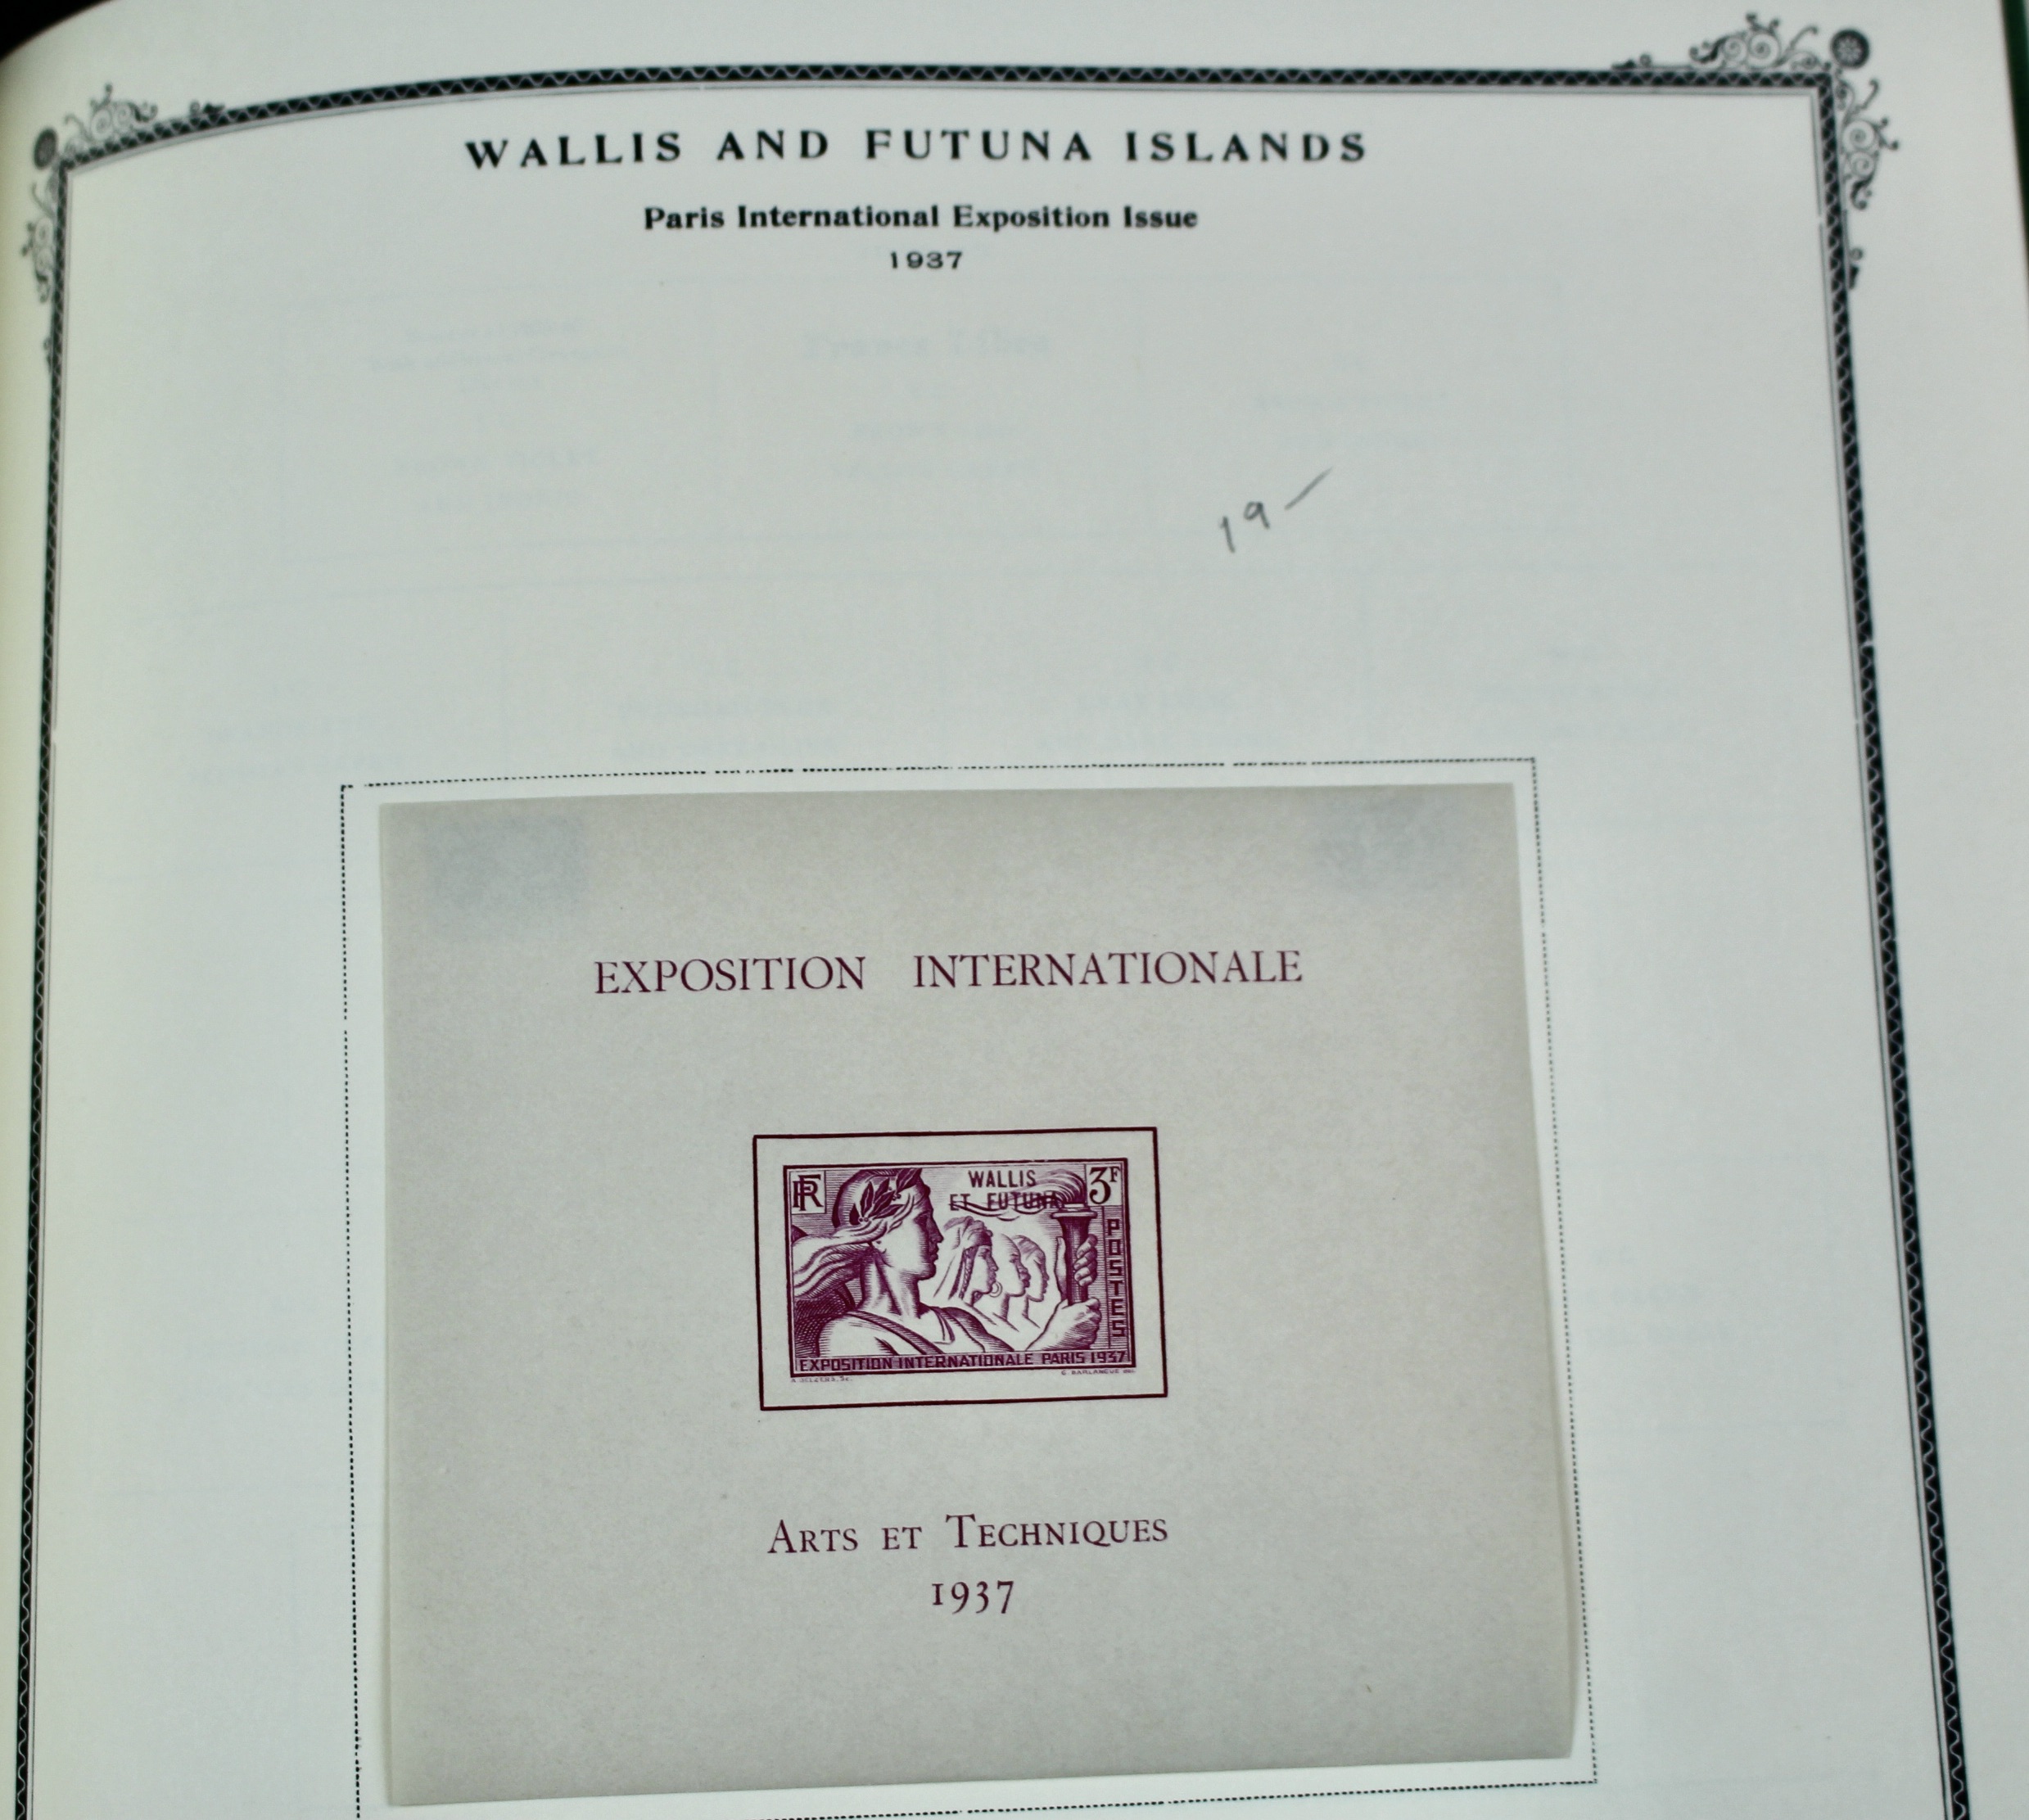 WALLIS AND FUTUNA ISLANDS
Paris International Exposition Issue
1937
19 –
EXPOSITION INTERNATIONALE
RF
WALLIS
ET FUTUNA
3F
POSTES
EXPOSITION INTERNATIONALE PARIS 1937
ARTS ET TECHNIQUES
1937